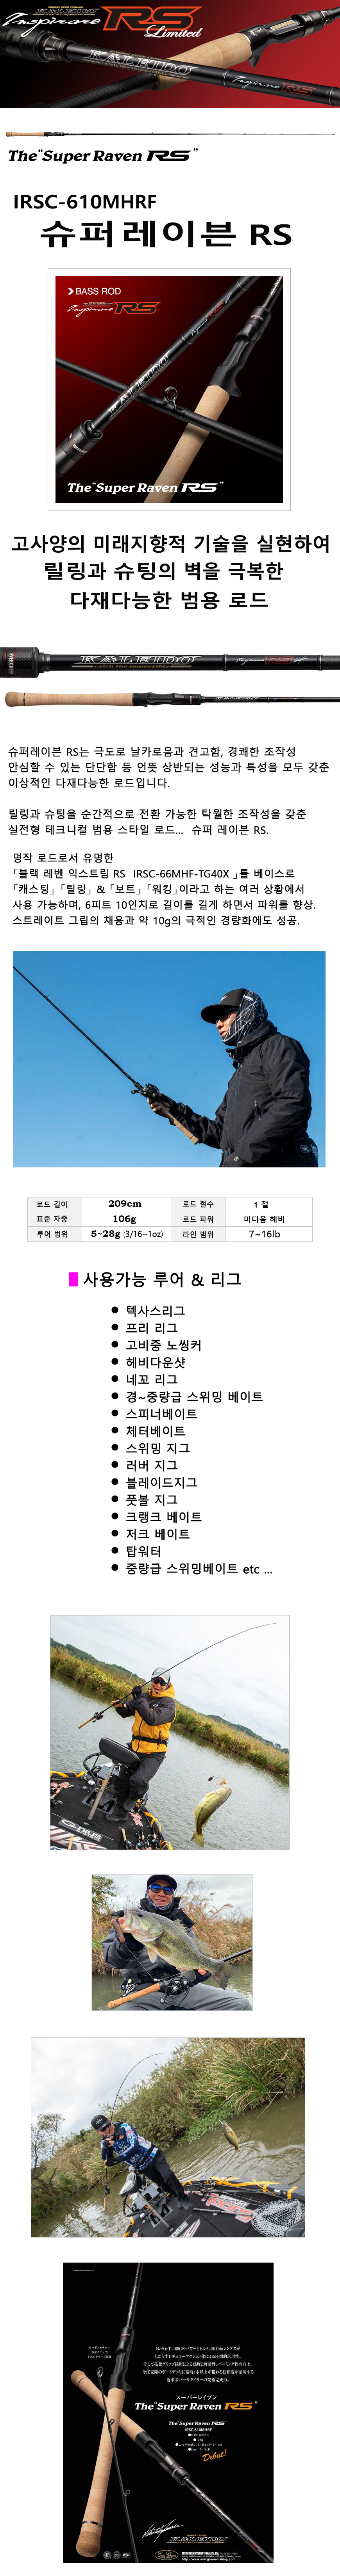 Inspirare RS
Limited
KALEIDO
Inspirare RS
The "Super Raven RS"
IRSC-610MHRF
슈퍼레이븐 RS
BASS ROD
Inspirare RS
KALEIDO
The "Super Raven RS"
고사양의 미래지향적 기술을 실현하여
릴링과 슈팅의 벽을 극복한
다재다능한 범용 로드
KALEIDO
Inspirare RS
슈퍼레이븐 RS는 극도로 날카로움과 견고함, 경쾌한 조작성
안심할 수 있는 단단함 등 언뜻 상반되는 성능과 특성을 모두 갖춘
이상적인 다재다능한 로드입니다.
릴링과 슈팅을 순간적으로 전환 가능한 탁월한 조작성을 갖춘
실전형 테크니컬 범용 스타일 로드... 슈퍼 레이븐 RS.
명작 로드로서 유명한
「블랙 레벤 익스트림 RS IRSC-66MHF-TG40X 」를 베이스로
「캐스팅」 「릴링」 & 「보트」 「워킹」이라고 하는 여러 상황에서
사용 가능하며, 6피트 10인치로 길이를 길게 하면서 파워를 향상.
스트레이트 그립의 채용과 약 10g의 극적인 경량화에도 성공.
로드 길이 209cm 로드 절수 1 절
표준 자중 106g 로드 파워 미디움 헤비
루어 범위 5~28g (3/16~1oz) 라인 범위 7~16lb
사용가능 루어 & 리그
● 텍사스리그
● 프리 리그
● 고비중 노씽커
● 헤비다운샷
● 네꼬 리그
● 경~중량급 스위밍 베이트
● 스피너베이트
● 체터베이트
● 스위밍 지그
● 러버 지그
● 블레이드지그
● 풋볼 지그
● 크랭크 베이트
● 저크 베이트
● 탑워터
● 중량급 스위밍베이트 etc ...
スーパーレイブン
The "Super Raven RS"
The "Super Raven RS"
IRSC-610MHRF
Debut!
KALEIDO